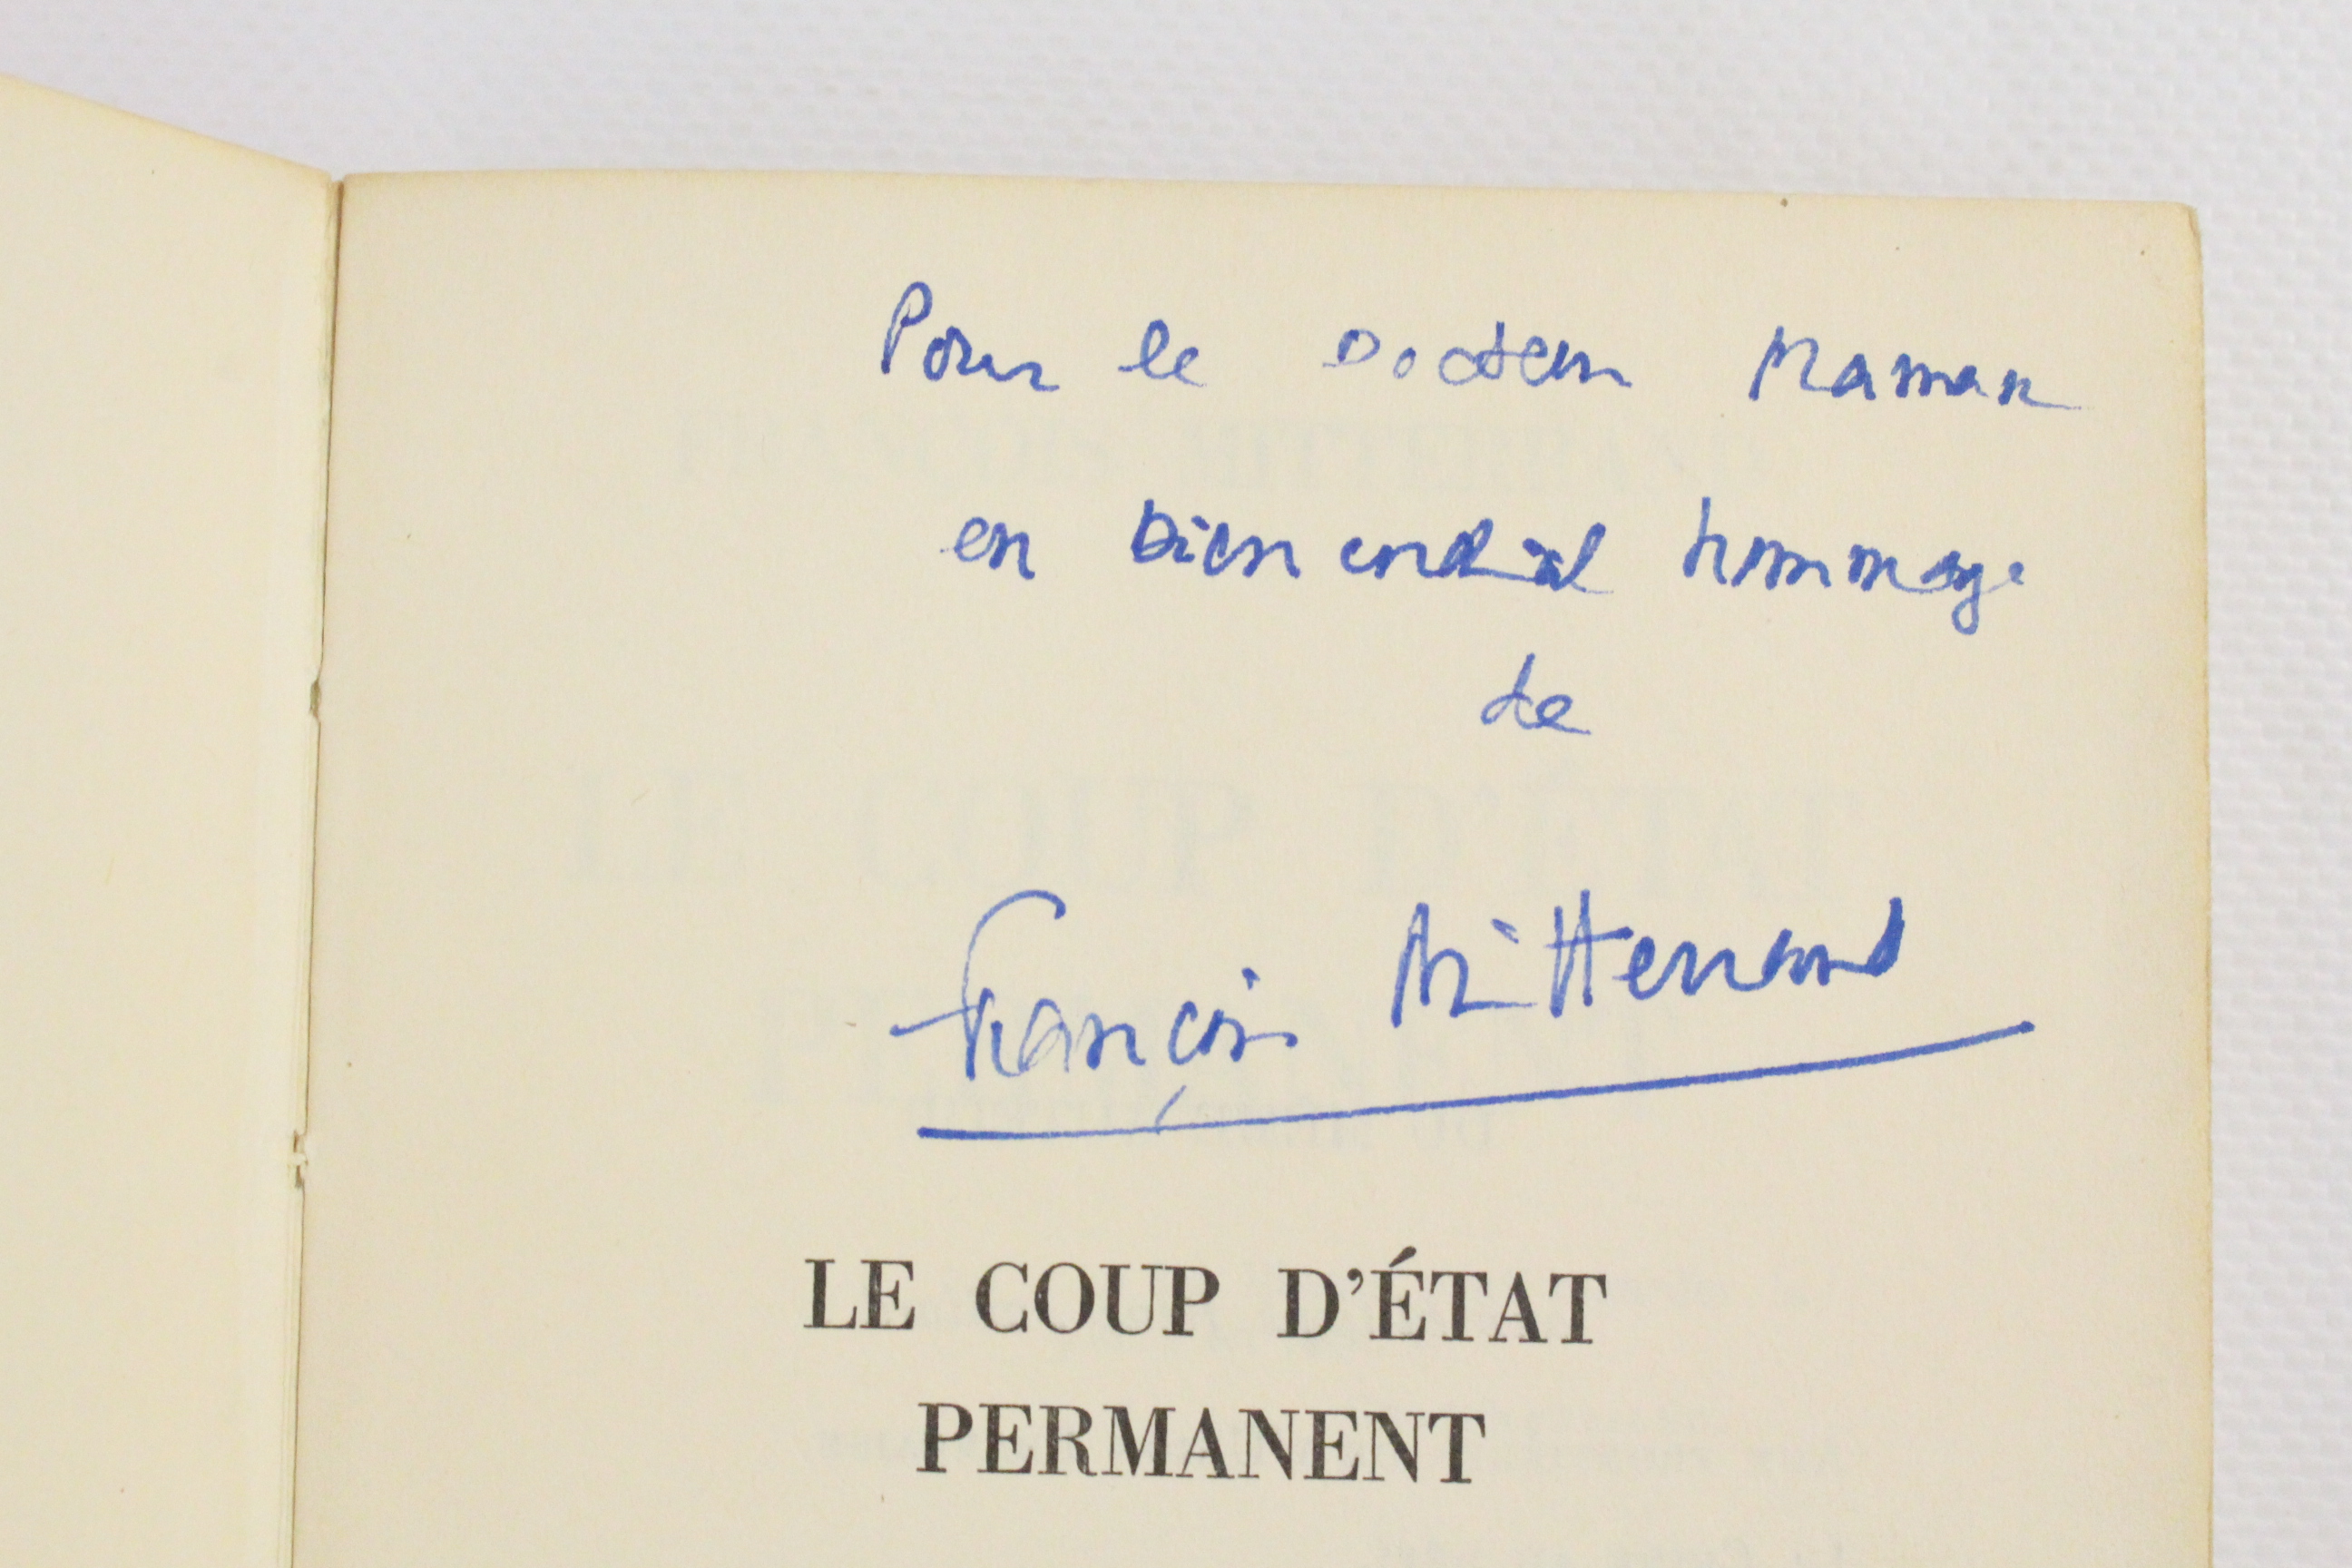 Pour le Docteur Maman
en bien cordial hommage
de
François Mitterrand
LE COUP D'ÉTAT
PERMANENT